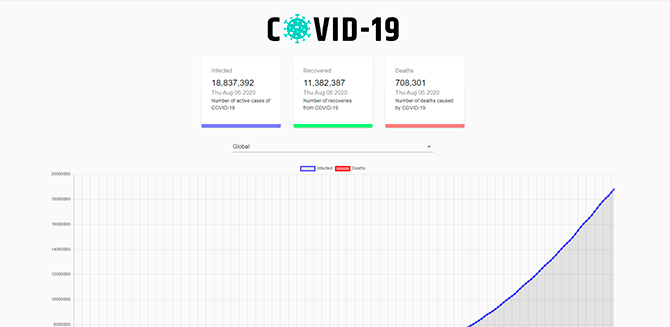 COVID-19
Infected
18,837,392
Thu Aug 06 2020
Number of active cases of
COVID-19
Recovered
11,382,387
Thu Aug 06 2020
Number of recoveries
from COVID-19
Deaths
708,301
Thu Aug 06 2020
Number of deaths caused
by COVID-19
Global
Infected
Deaths
20000000
18000000
16000000
14000000
12000000
10000000
8000000